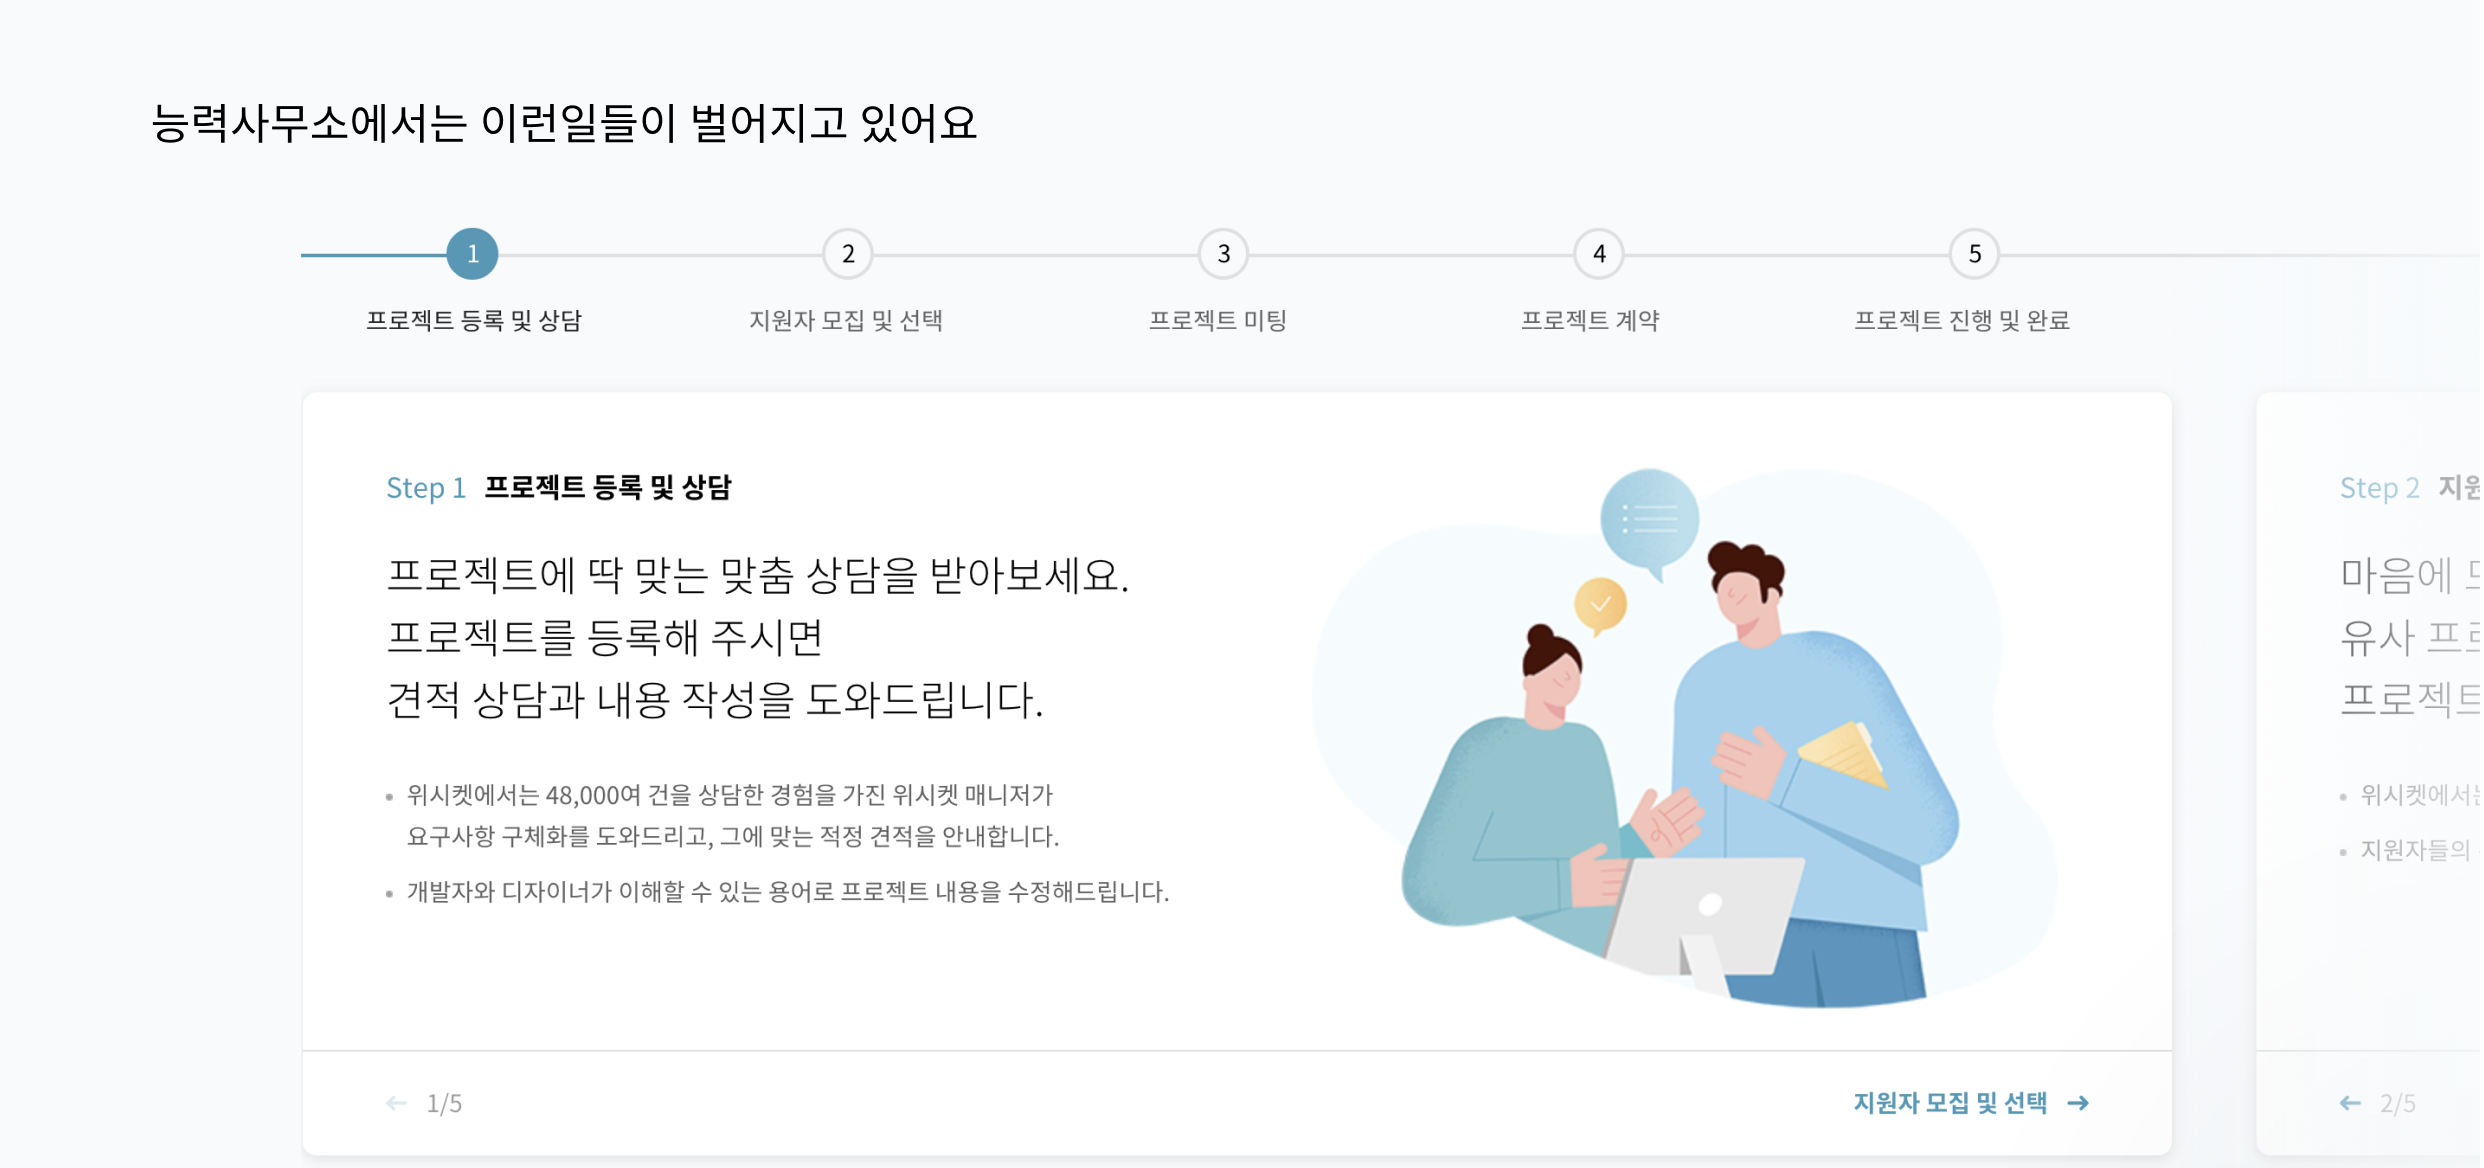 능력사무소에서는 이런일들이 벌어지고 있어요
1
2
3
4
5
프로젝트 등록 및 상담
지원자 모집 및 선택
프로젝트 미팅
프로젝트 계약
프로젝트 진행 및 완료
Step 1 프로젝트 등록 및 상담
프로젝트에 딱 맞는 맞춤 상담을 받아보세요.
프로젝트를 등록해 주시면
견적 상담과 내용 작성을 도와드립니다.
위시켓에서는 48,000여 건을 상담한 경험을 가진 위시켓 매니저가
요구사항 구체화를 도와드리고, 그에 맞는 적정 견적을 안내합니다.
개발자와 디자이너가 이해할 수 있는 용어로 프로젝트 내용을 수정해드립니다.
← 1/5
지원자 모집 및 선택 →
Step 2
마음에
유사
프로젝트
위시켓에서는
지원자들의
← 2/5